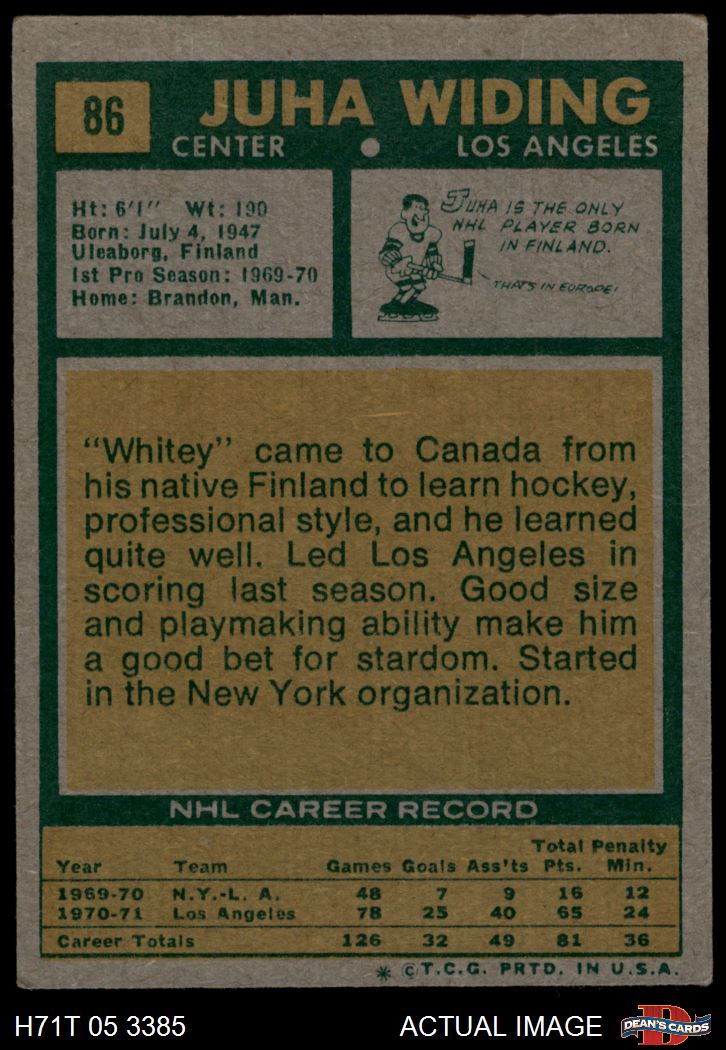 86
JUHA WIDING
CENTER • LOS ANGELES
Ht: 6'1" Wt: 190
Born: July 4, 1947
Uleaborg, Finland
1st Pro Season: 1969-70
Home: Brandon, Man.
JUHA IS THE ONLY
NHL PLAYER BORN
IN FINLAND.
THAT'S IN EUROPE!
"Whitey" came to Canada from
his native Finland to learn hockey,
professional style, and he learned
quite well. Led Los Angeles in
scoring last season. Good size
and playmaking ability make him
a good bet for stardom. Started
in the New York organization.
NHL CAREER RECORD
Total Penalty
Year Team Games Goals Ass'ts Pts. Min.
1969-70 N.Y.-L. A. 48 7 9 16 12
1970-71 Los Angeles 78 25 40 65 24
Career Totals 126 32 49 81 36
* © T.C.G. PRTD. IN U.S.A.
H71T 05 3385 ACTUAL IMAGE
D
DEAN'S CARDS